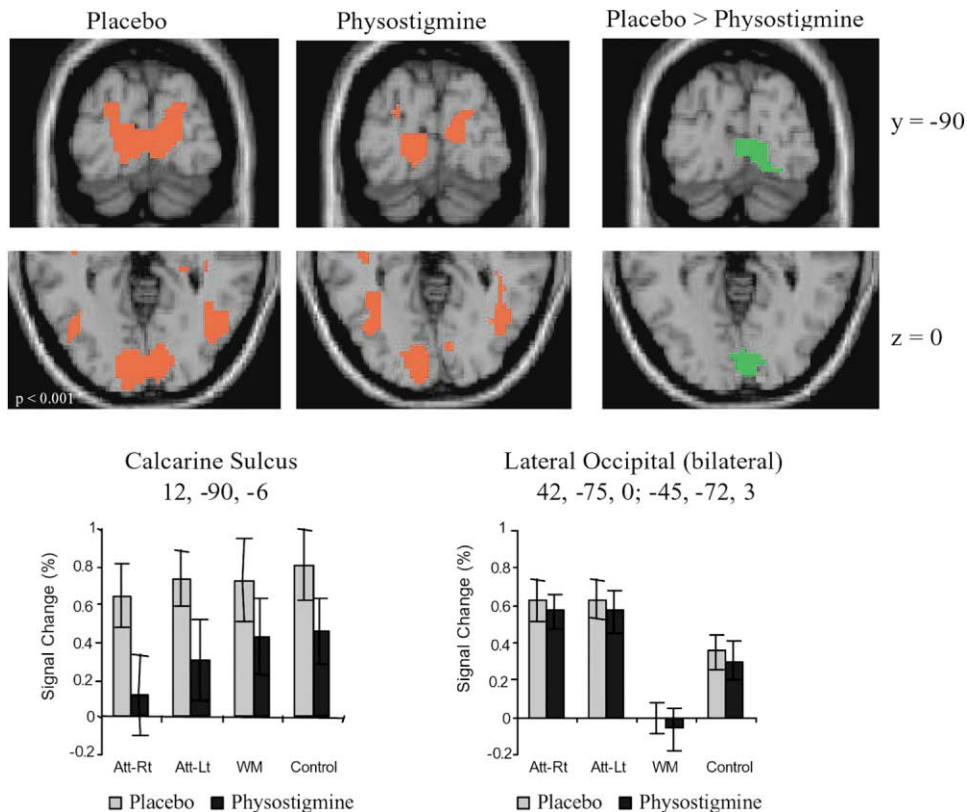 Placebo
Physostigmine
Placebo > Physostigmine
y = -90
z = 0
p < 0.001
Calcarine Sulcus
12, -90, -6
Signal Change (%)
1
0.8
0.6
0.4
0.2
0
-0.2
Att-Rt Att-Lt WM Control
Placebo Physostigmine
Lateral Occipital (bilateral)
42, -75, 0; -45, -72, 3
Signal Change (%)
1
0.8
0.6
0.4
0.2
0
-0.2
Att-Rt Att-Lt WM Control
Placebo Physostigmine